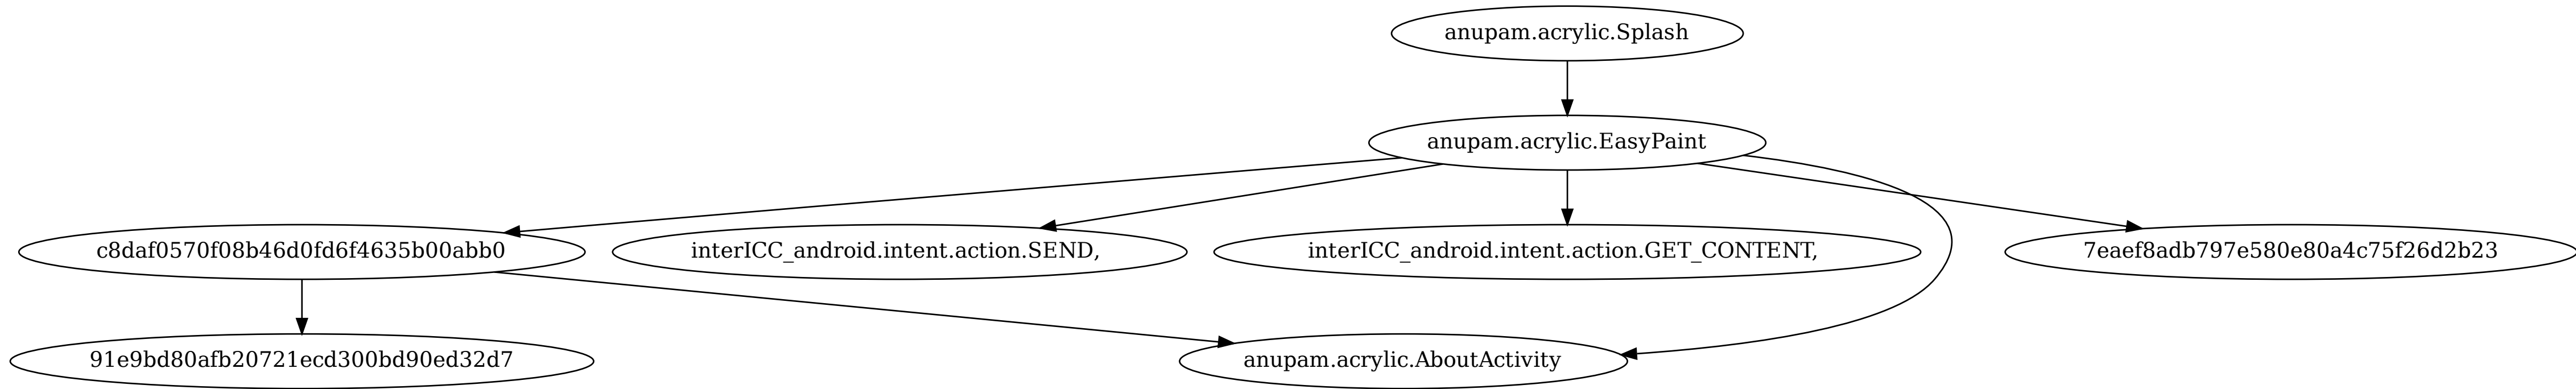 anupam.acrylic.Splash
anupam.acrylic.EasyPaint
c8daf0570f08b46d0fd6f4635b00abb0
interICC_android.intent.action.SEND,
interICC_android.intent.action.GET_CONTENT,
7eaef8adb797e580e80a4c75f26d2b23
91e9bd80afb20721ecd300bd90ed32d7
anupam.acrylic.AboutActivity